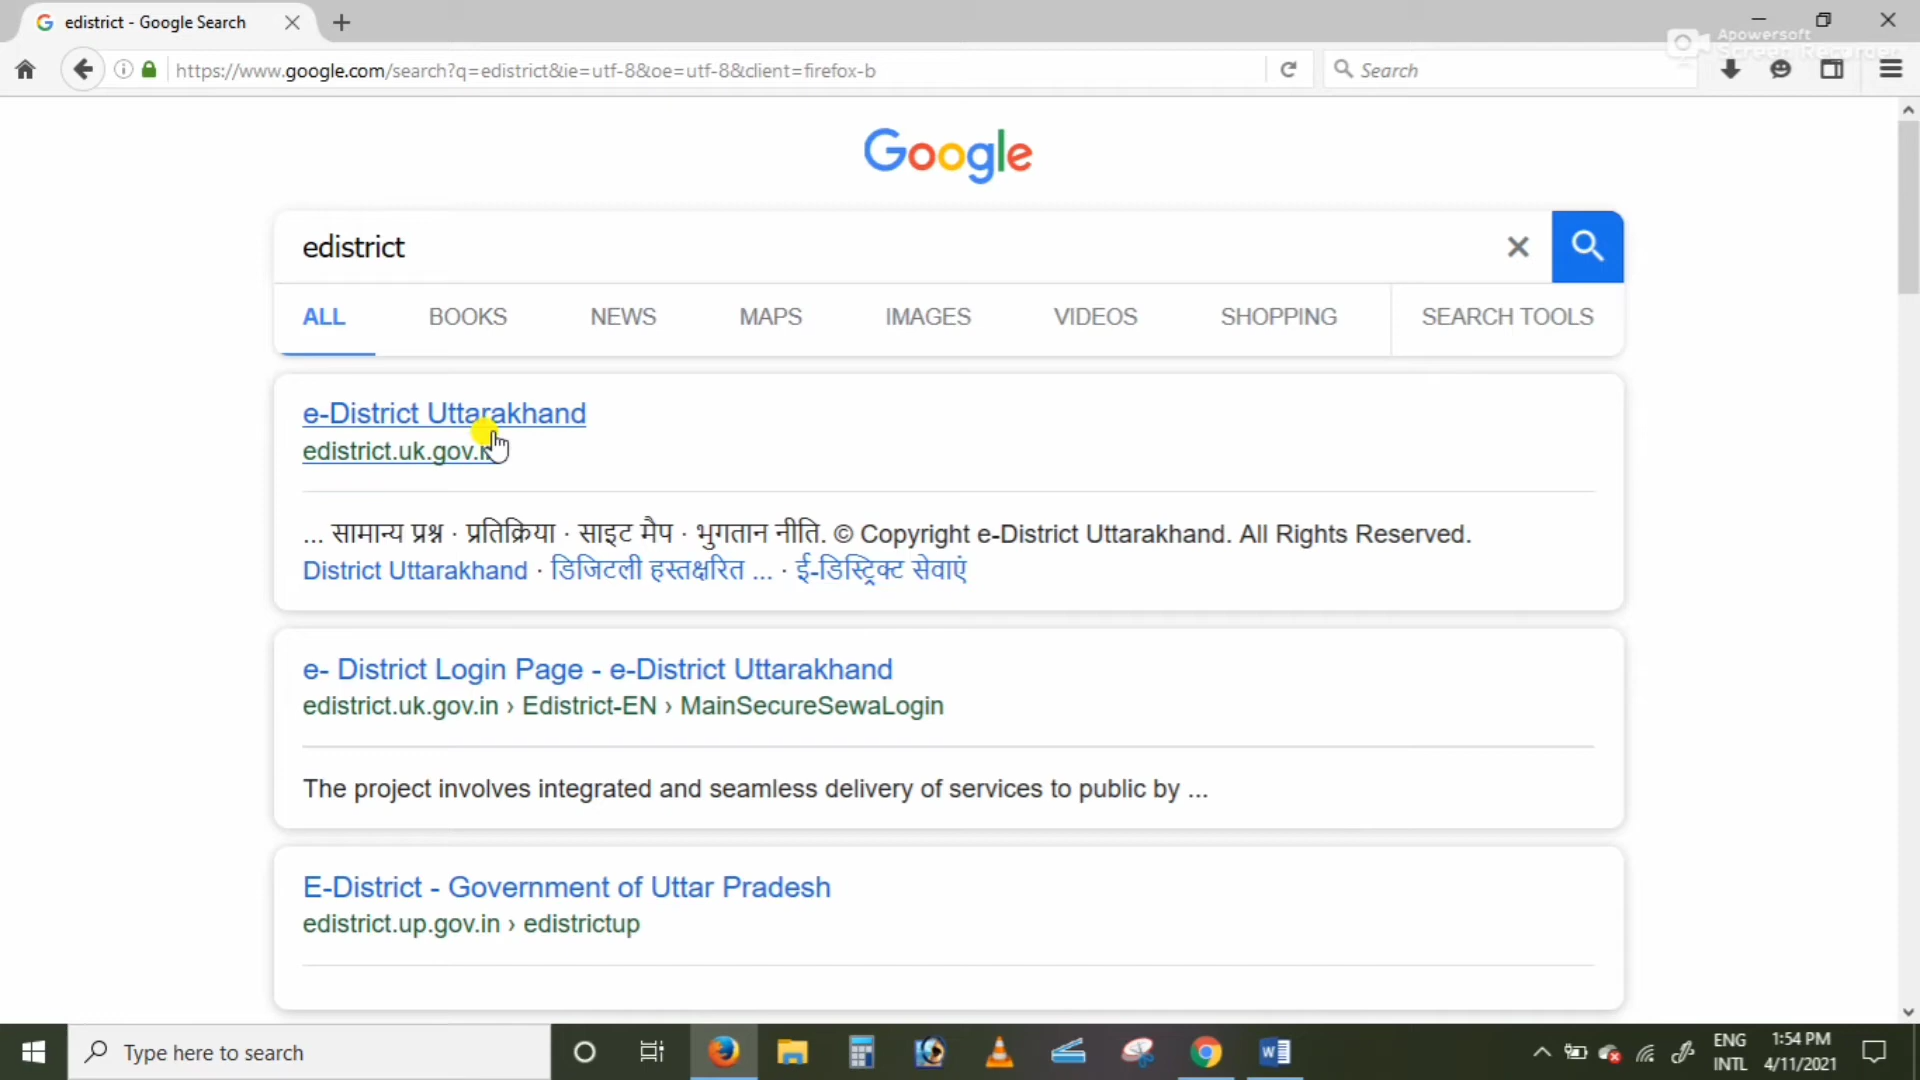 edistrict - Google Search
Apowersoft
Screen Recorder
https://www.google.com/search?q=edistrict&ie=utf-8&oe=utf-8&client=firefox-b
Search
Google
edistrict
ALL BOOKS NEWS MAPS IMAGES VIDEOS SHOPPING SEARCH TOOLS
e-District Uttarakhand
edistrict.uk.gov.in
... सामान्य प्रश्न · प्रतिक्रिया · साइट मैप · भुगतान नीति. © Copyright e-District Uttarakhand. All Rights Reserved.
District Uttarakhand · डिजिटली हस्तक्षरित ... · ई-डिस्ट्रिक्ट सेवाएं
e- District Login Page - e-District Uttarakhand
edistrict.uk.gov.in › Edistrict-EN › MainSecureSewaLogin
The project involves integrated and seamless delivery of services to public by ...
E-District - Government of Uttar Pradesh
edistrict.up.gov.in › edistrictup
Type here to search
ENG 1:54 PM
INTL 4/11/2021